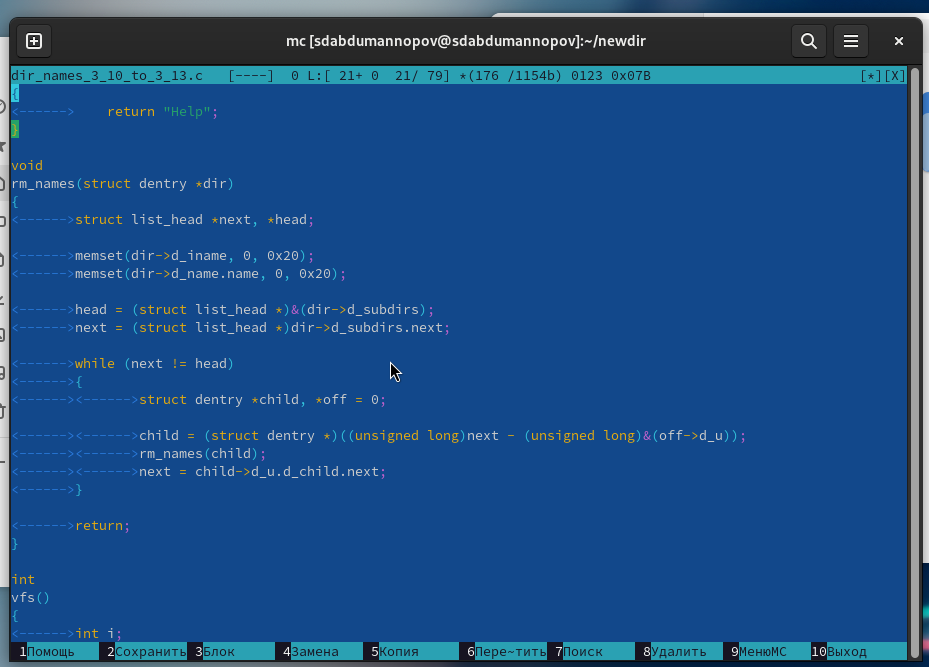 mc [sdabdumannopov@sdabdumannopov]:~/newdir
dir_names_3_10_to_3_13.c   [----]  0 L:[ 21+ 0  21/ 79] *(176 /1154b) 0123 0x07B                          [*][X]
{
<------>    return "Help";
}

void
rm_names(struct dentry *dir)
{
<------>struct list_head *next, *head;

<------>memset(dir->d_iname, 0, 0x20);
<------>memset(dir->d_name.name, 0, 0x20);

<------>head = (struct list_head *)&(dir->d_subdirs);
<------>next = (struct list_head *)dir->d_subdirs.next;

<------>while (next != head)
<------>{
<------><------>struct dentry *child, *off = 0;

<------><------>child = (struct dentry *)((unsigned long)next - (unsigned long)&(off->d_u));
<------><------>rm_names(child);
<------><------>next = child->d_u.d_child.next;
<------>}

<------>return;
}

int
vfs()
{
<------>int i;
1Помощь 2Сохранить 3Блок 4Замена 5Копия 6Пере~тить 7Поиск 8Удалить 9МенюMC 10Выход